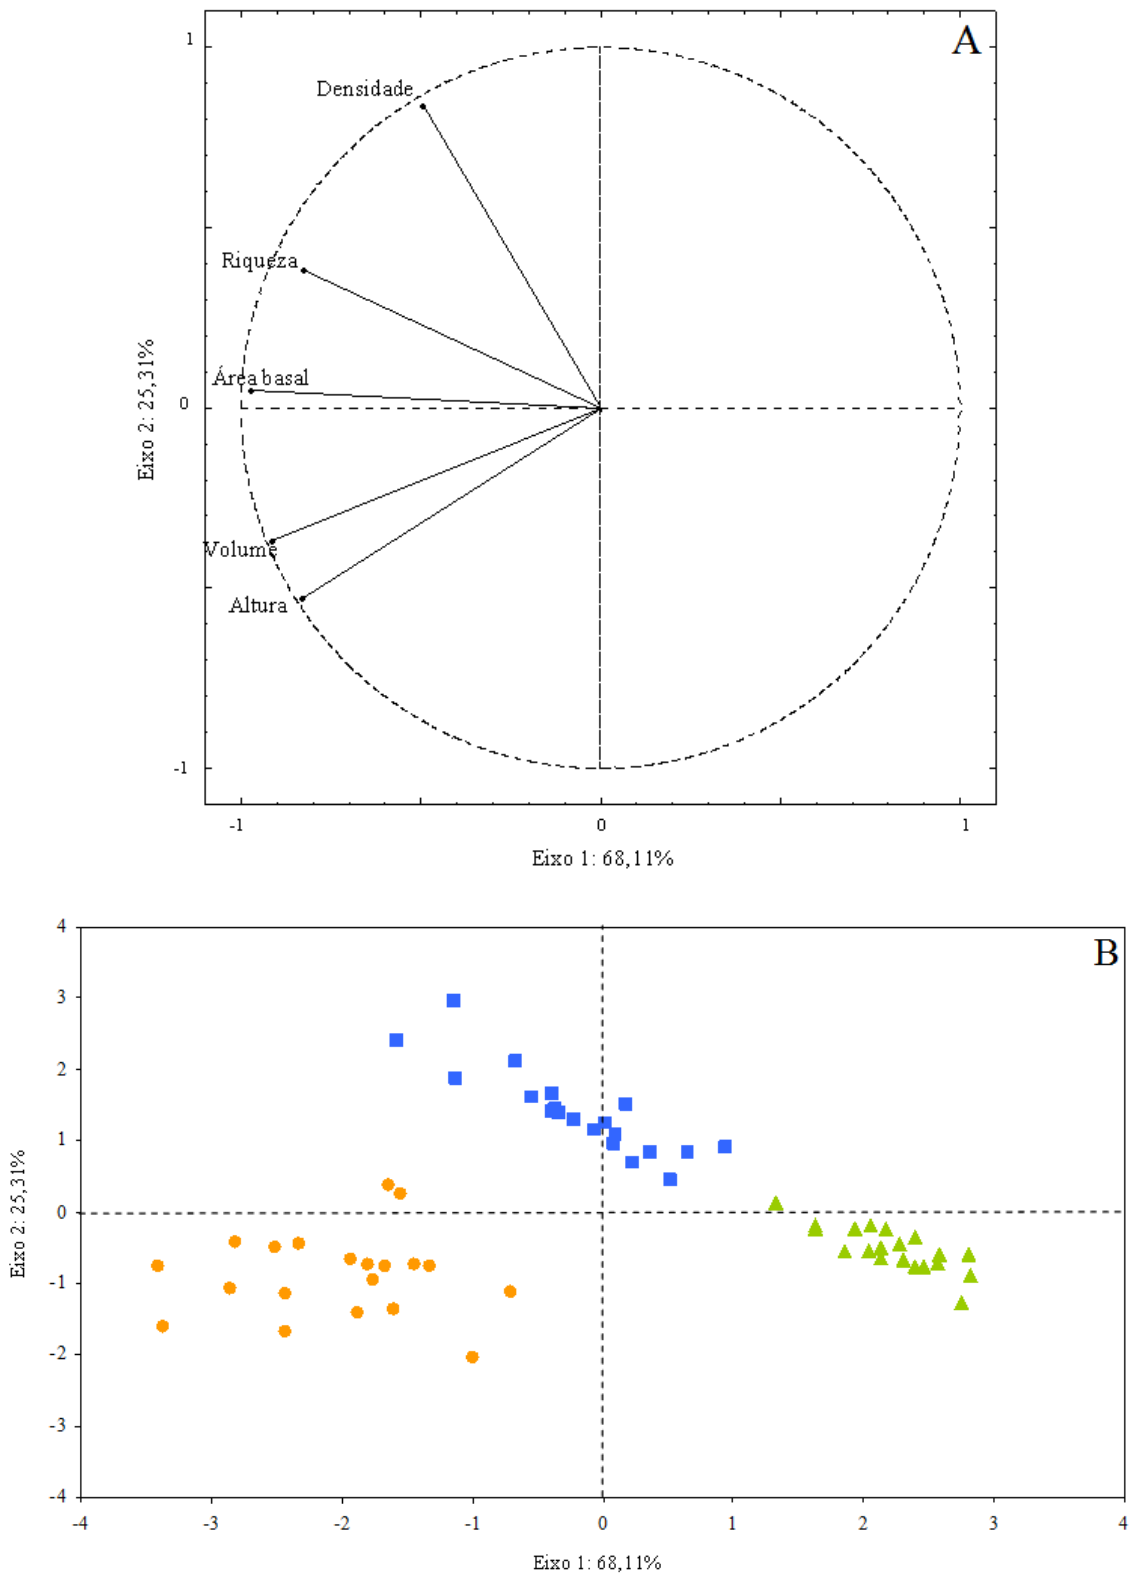 A
1
Densidade
Riqueza
Área basal
0
Volume
Altura
-1
Eixo 2: 25,31%
-1 0 1
Eixo 1: 68,11%
B
4
3
2
1
0
-1
-2
-3
-4
Eixo 2: 25,31%
-4 -3 -2 -1 0 1 2 3 4
Eixo 1: 68,11%